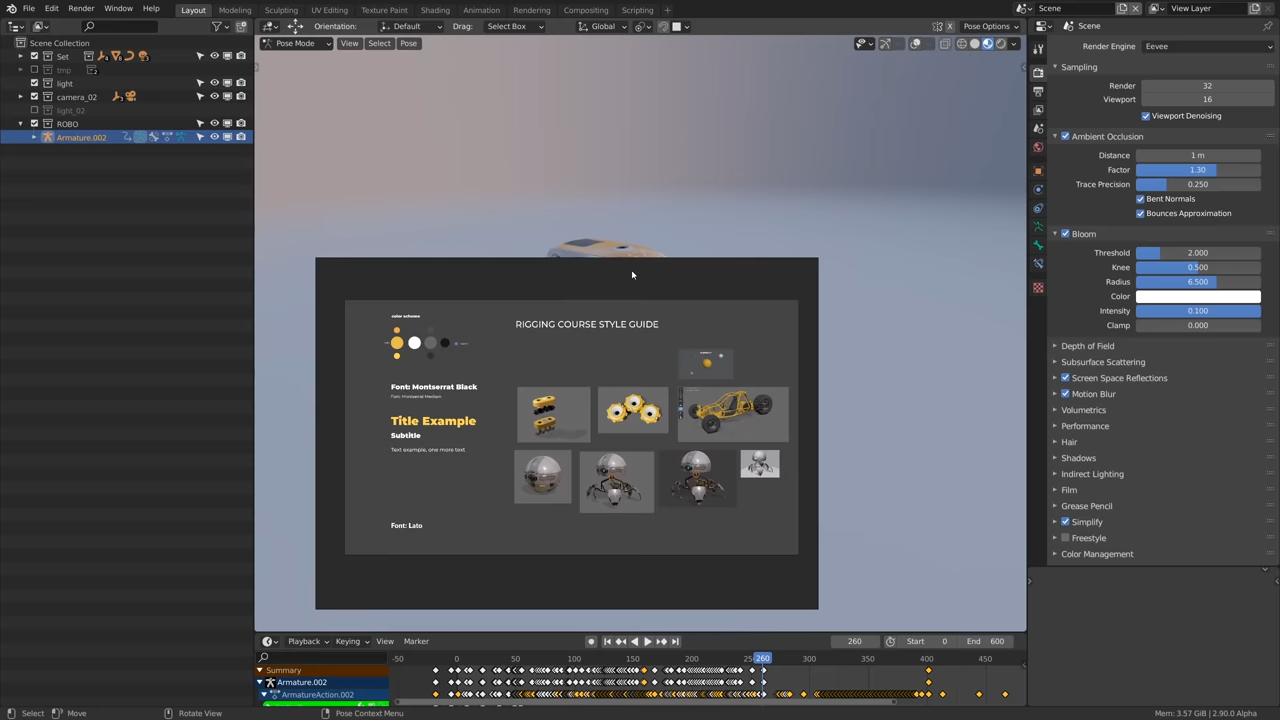 File Edit Render Window Help Layout Modeling UV Editing Texture Paint Shading Animation Rendering Compositing Scripting + Scene View Layer
Orientation: Default Drag: Select Box Global X Pose Options Scene
Scene Collection Pose Mode View Select Pose Render Engine Eevee
Set
tmp
light
camera_02
light_02
ROBO
Armature.002
Sampling
Render 32
Viewport 16
Viewport Denoising
Ambient Occlusion
Distance 1 m
Factor 1.30
Trace Precision 0.250
Bent Normals
Bounces Approximation
Bloom
Threshold 2.000
Knee 0.500
Radius 6.500
Color
Intensity 0.100
Clamp 0.000
Depth of Field
Subsurface Scattering
Screen Space Reflections
Motion Blur
Volumetrics
Performance
Hair
Shadows
Indirect Lighting
Film
Grease Pencil
Simplify
Freestyle
Color Management
color scheme
RIGGING COURSE STYLE GUIDE
Font: Montserrat Black
Font: Montserrat Medium
Title Example
Subtitle
Text example, one more text
Font: Lato
Playback Keying View Marker 260 Start 0 End 600
-50 0 50 100 150 200 260 300 350 400 450
Summary
Armature.002
ArmatureAction.002
Select Move Rotate View Pose Context Menu Mem: 3.57 GiB | 2.90.0 Alpha